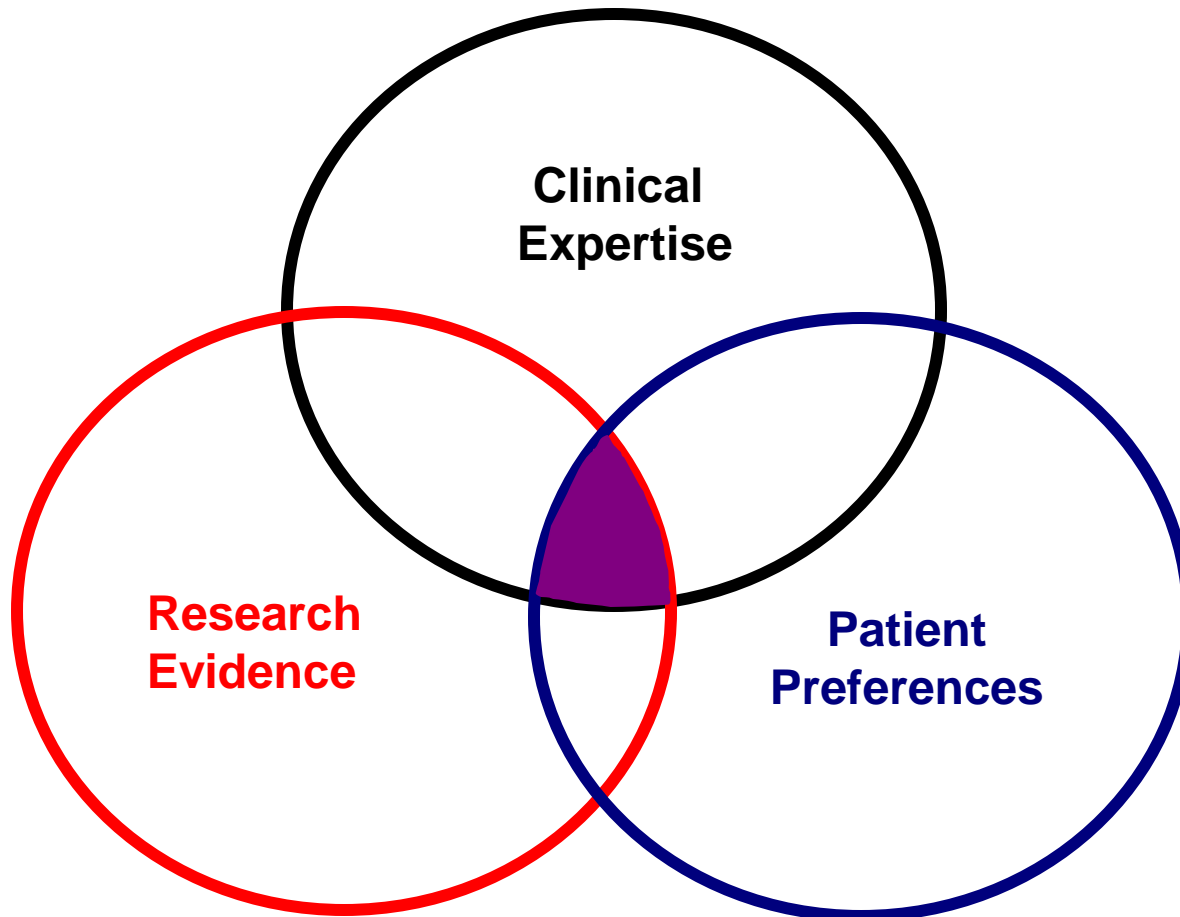 Clinical
Expertise
Research
Evidence
Patient
Preferences